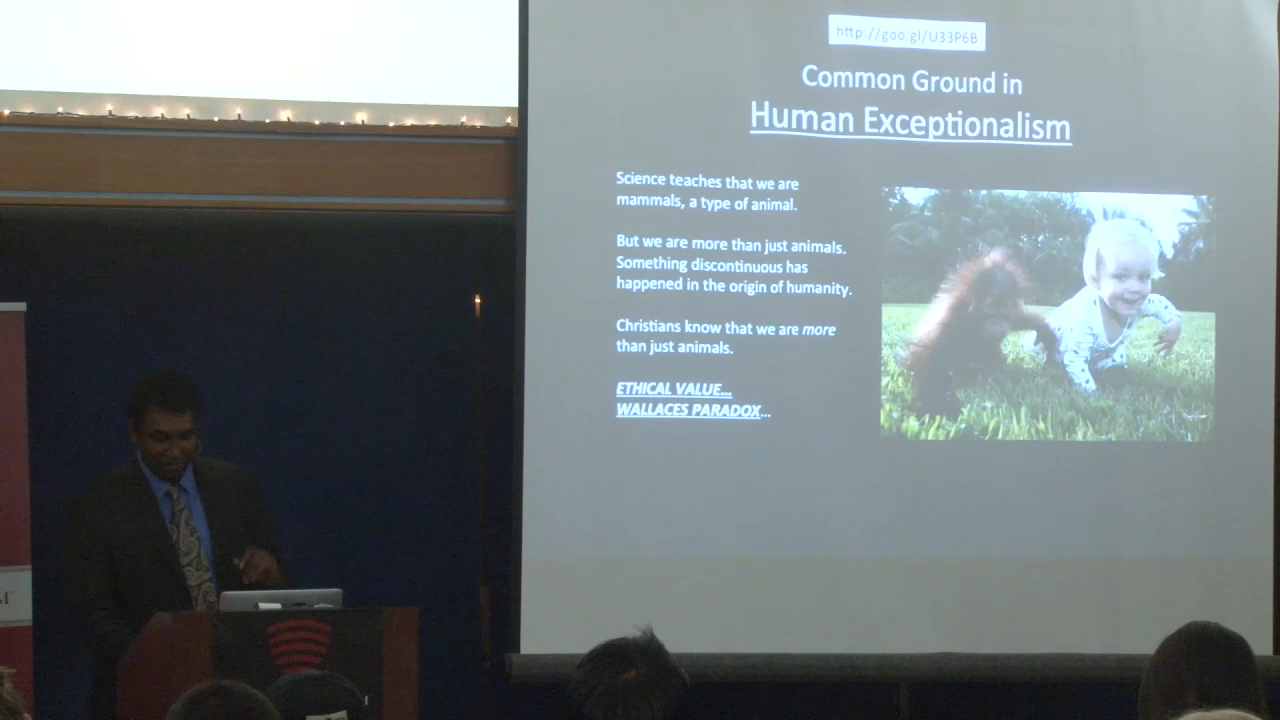 http://goo.gl/U33P6B
Common Ground in
Human Exceptionalism
Science teaches that we are
mammals, a type of animal.
But we are more than just animals.
Something discontinuous has
happened in the origin of humanity.
Christians know that we are more
than just animals.
ETHICAL VALUE...
WALLACES PARADOX...